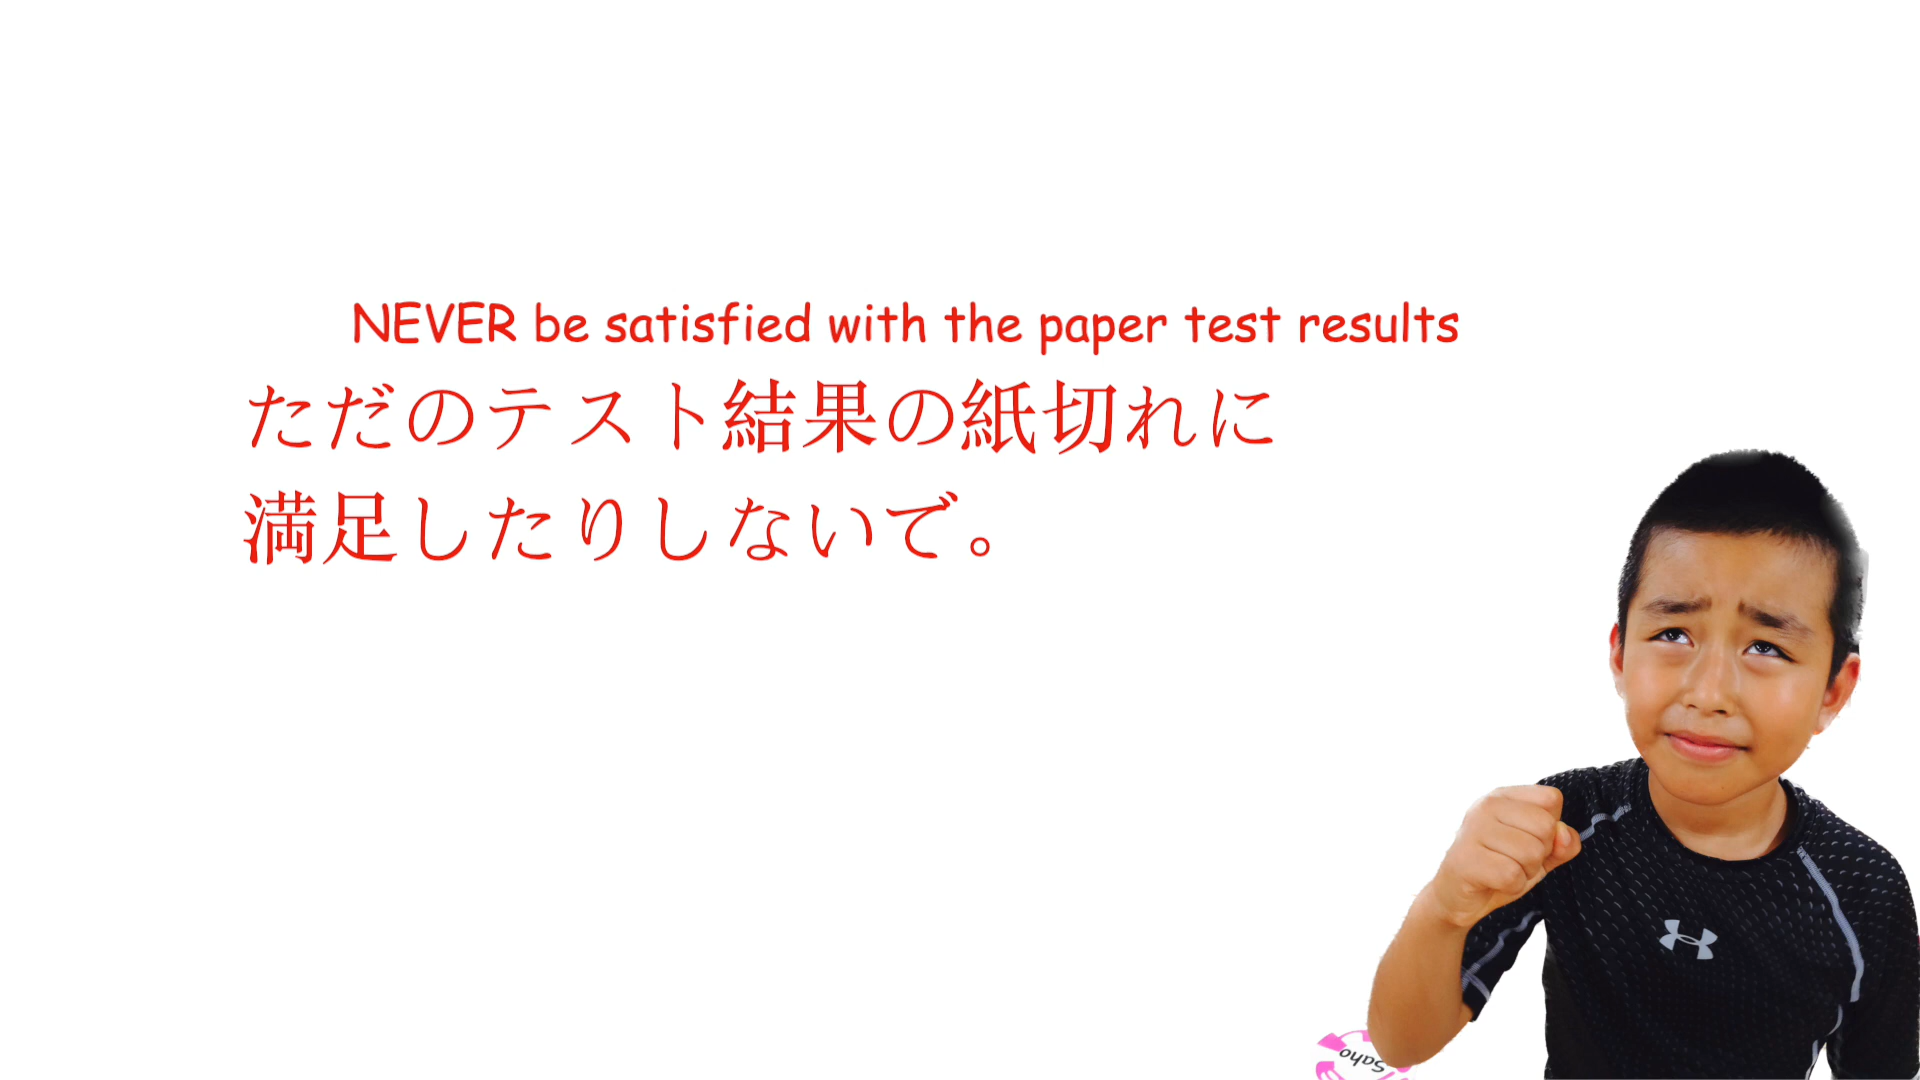 NEVER be satisfied with the paper test results
ただのテスト結果の紙切れに
満足したりしないで。
Saho